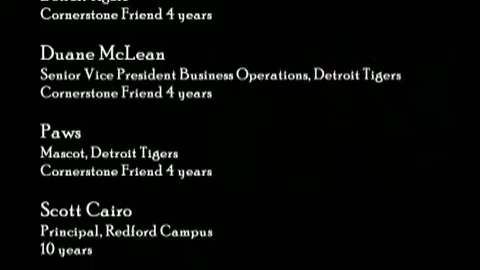 Cornerstone Friend 4 years
Duane McLean
Senior Vice President Business Operations, Detroit Tigers
Cornerstone Friend 4 years
Paws
Mascot, Detroit Tigers
Cornerstone Friend 4 years
Scott Cairo
Principal, Redford Campus
10 years